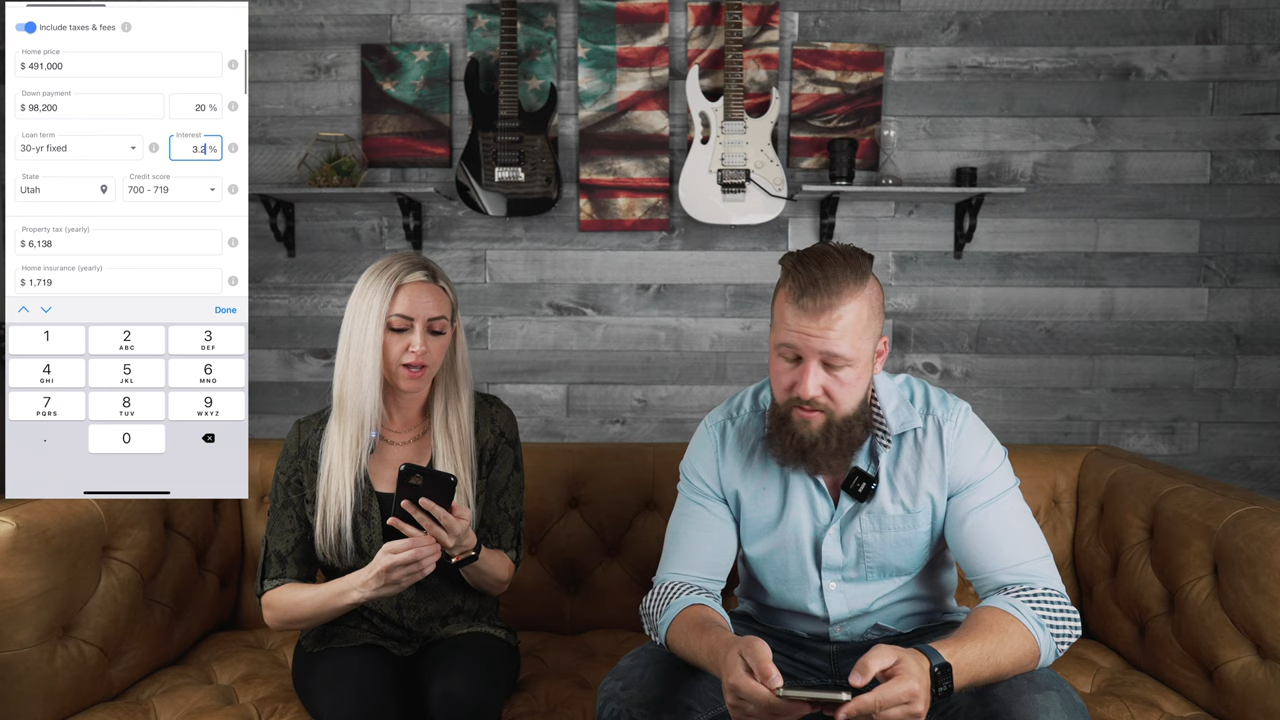 Include taxes & fees
Home price
$ 491,000
Down payment
$ 98,200
20 %
Loan term
30-yr fixed
Interest
3.2 %
State
Utah
Credit score
700 - 719
Property tax (yearly)
$ 6,138
Home insurance (yearly)
$ 1,719
Done
1
2
ABC
3
DEF
4
GHI
5
JKL
6
MNO
7
PQRS
8
TUV
9
WXYZ
.
0